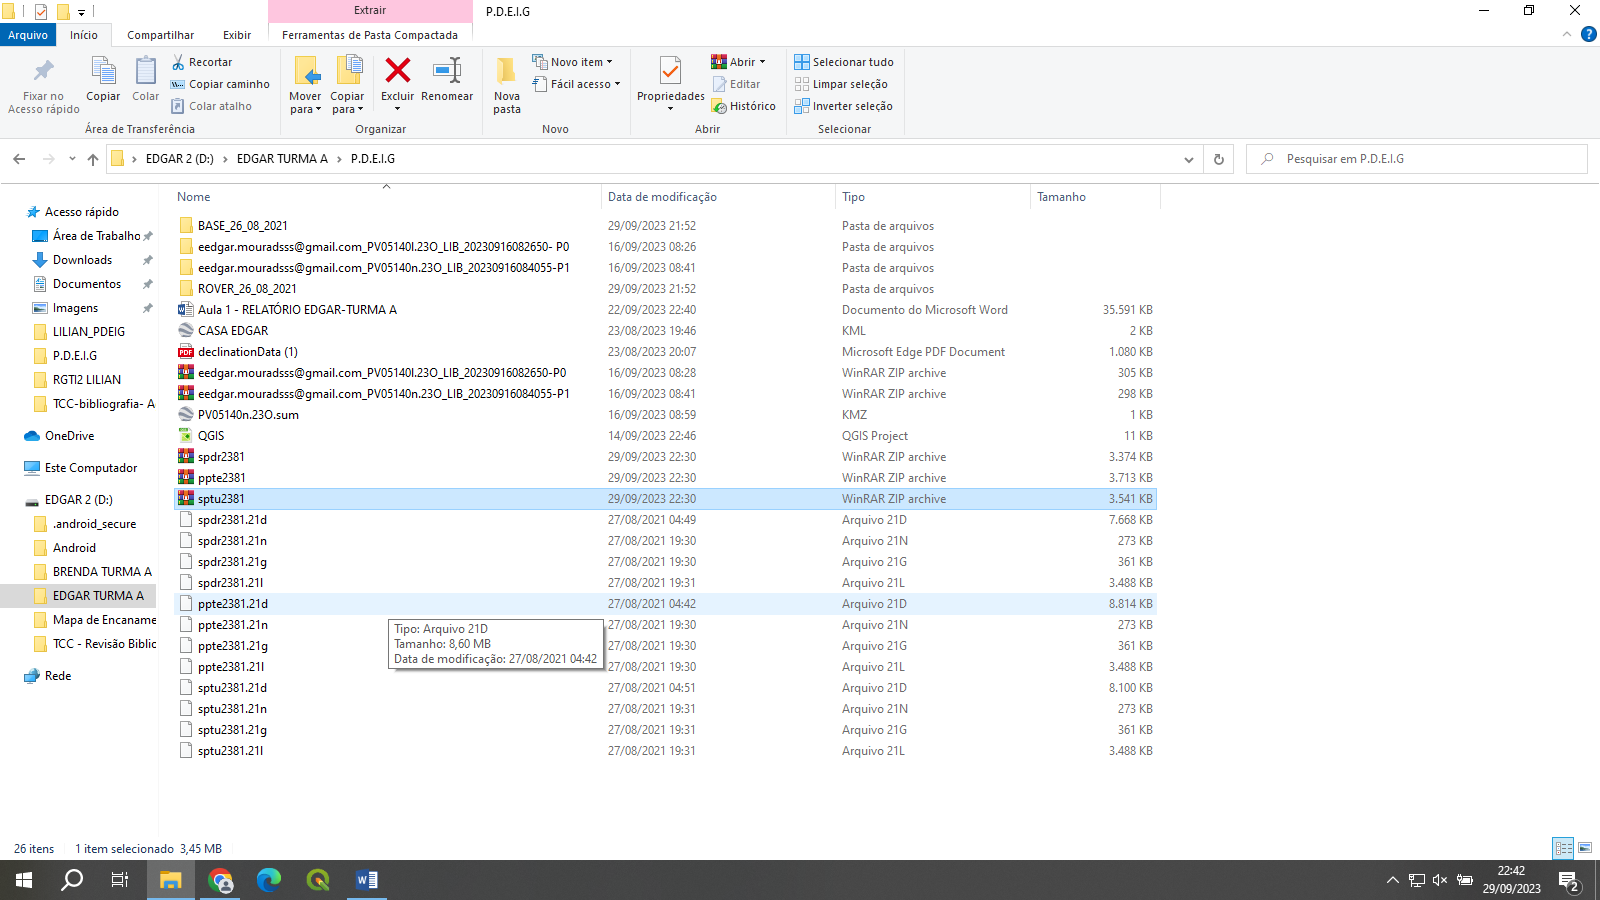 Extrair
P.D.E.I.G
Arquivo
Início
Compartilhar
Exibir
Ferramentas de Pasta Compactada
Fixar no
Acesso rápido
Copiar
Colar
Recortar
Copiar caminho
Colar atalho
Área de Transferência
Mover
para
Copiar
para
Excluir
Renomear
Organizar
Nova
pasta
Novo item
Fácil acesso
Novo
Propriedades
Abrir
Editar
Histórico
Abrir
Selecionar tudo
Limpar seleção
Inverter seleção
Selecionar
EDGAR 2 (D:) › EDGAR TURMA A › P.D.E.I.G
Pesquisar em P.D.E.I.G
Acesso rápido
Área de Trabalho
Downloads
Documentos
Imagens
LILIAN_PDEIG
P.D.E.I.G
RGTI2 LILIAN
TCC-bibliografia- A
OneDrive
Este Computador
EDGAR 2 (D:)
.android_secure
Android
BRENDA TURMA A
EDGAR TURMA A
Mapa de Encaname
TCC - Revisão Biblic
Rede
Nome Data de modificação Tipo Tamanho
BASE_26_08_2021 29/09/2023 21:52 Pasta de arquivos
eedgar.mouradsss@gmail.com_PV05140l.23O_LIB_20230916082650- P0 16/09/2023 08:26 Pasta de arquivos
eedgar.mouradsss@gmail.com_PV05140n.23O_LIB_20230916084055-P1 16/09/2023 08:41 Pasta de arquivos
ROVER_26_08_2021 29/09/2023 21:52 Pasta de arquivos
Aula 1 - RELATÓRIO EDGAR-TURMA A 22/09/2023 22:40 Documento do Microsoft Word 35.591 KB
CASA EDGAR 23/08/2023 19:46 KML 2 KB
declinationData (1) 23/08/2023 20:07 Microsoft Edge PDF Document 1.080 KB
eedgar.mouradsss@gmail.com_PV05140l.23O_LIB_20230916082650-P0 16/09/2023 08:28 WinRAR ZIP archive 305 KB
eedgar.mouradsss@gmail.com_PV05140n.23O_LIB_20230916084055-P1 16/09/2023 08:41 WinRAR ZIP archive 298 KB
PV05140n.23O.sum 16/09/2023 08:59 KMZ 1 KB
QGIS 14/09/2023 22:46 QGIS Project 11 KB
spdr2381 29/09/2023 22:30 WinRAR ZIP archive 3.374 KB
ppte2381 29/09/2023 22:30 WinRAR ZIP archive 3.713 KB
sptu2381 29/09/2023 22:30 WinRAR ZIP archive 3.541 KB
spdr2381.21d 27/08/2021 04:49 Arquivo 21D 7.668 KB
spdr2381.21n 27/08/2021 19:30 Arquivo 21N 273 KB
spdr2381.21g 27/08/2021 19:30 Arquivo 21G 361 KB
spdr2381.21l 27/08/2021 19:31 Arquivo 21L 3.488 KB
ppte2381.21d 27/08/2021 04:42 Arquivo 21D 8.814 KB
ppte2381.21n 27/08/2021 19:30 Arquivo 21N 273 KB
ppte2381.21g 27/08/2021 19:30 Arquivo 21G 361 KB
ppte2381.21l 27/08/2021 19:30 Arquivo 21L 3.488 KB
sptu2381.21d 27/08/2021 04:51 Arquivo 21D 8.100 KB
sptu2381.21n 27/08/2021 19:31 Arquivo 21N 273 KB
sptu2381.21g 27/08/2021 19:31 Arquivo 21G 361 KB
sptu2381.21l 27/08/2021 19:31 Arquivo 21L 3.488 KB
Tipo: Arquivo 21D
Tamanho: 8,60 MB
Data de modificação: 27/08/2021 04:42
26 itens 1 item selecionado 3,45 MB
22:42
29/09/2023
2